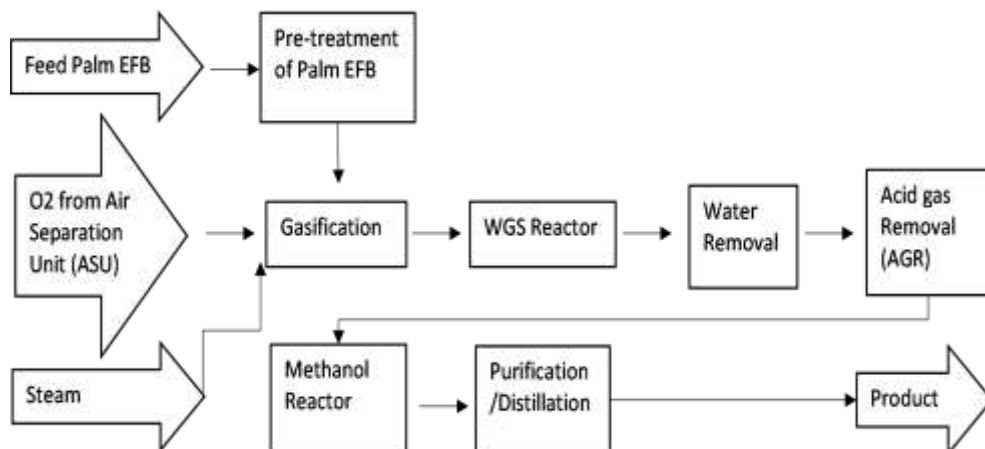 Feed Palm EFB
Pre-treatment
of Palm EFB
O2 from Air
Separation
Unit (ASU)
Gasification
WGS Reactor
Water
Removal
Acid gas
Removal
(AGR)
Steam
Methanol
Reactor
Purification
/Distillation
Product